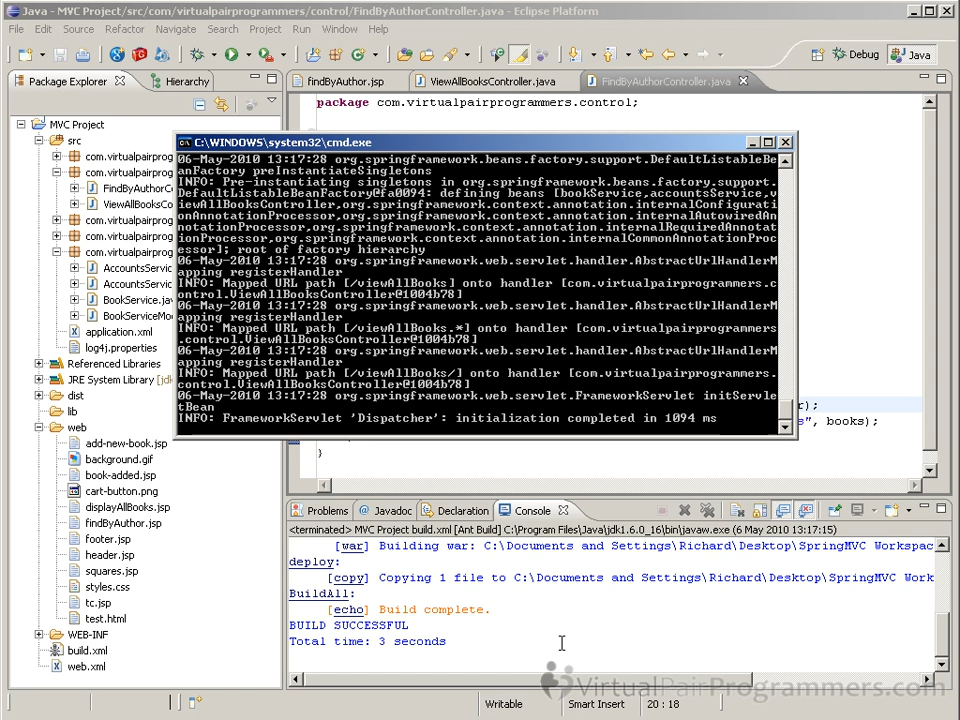 Java - MVC Project/src/com/virtualpairprogrammers/control/FindByAuthorController.java - Eclipse Platform
File Edit Source Refactor Navigate Search Project Run Window Help
Debug Java
Package Explorer Hierarchy
findByAuthor.jsp ViewAllBooksController.java FindByAuthorController.java
MVC Project
src
com.virtualpairprog
com.virtualpairprog
FindByAuthorC
ViewAllBooksCo
com.virtualpairprog
com.virtualpairprog
com.virtualpairprog
AccountsServic
AccountsServic
BookService.jav
BookServiceMoc
application.xml
log4j.properties
Referenced Libraries
JRE System Library [jdk
dist
lib
web
add-new-book.jsp
background.gif
book-added.jsp
cart-button.png
displayAllBooks.jsp
findByAuthor.jsp
footer.jsp
header.jsp
squares.jsp
styles.css
tc.jsp
test.html
WEB-INF
build.xml
web.xml
package com.virtualpairprogrammers.control;
C:\WINDOWS\system32\cmd.exe
06-May-2010 13:17:28 org.springframework.beans.factory.support.DefaultListableBe
anFactory preInstantiateSingletons
INFO: Pre-instantiating singletons in org.springframework.beans.factory.support.
DefaultListableBeanFactory@fa0094: defining beans [bookService,accountsService,v
iewAllBooksController,org.springframework.context.annotation.internalConfigurati
onAnnotationProcessor,org.springframework.context.annotation.internalAutowiredAn
notationProcessor,org.springframework.context.annotation.internalRequiredAnnotat
ionProcessor,org.springframework.context.annotation.internalCommonAnnotationProc
essor]; root of factory hierarchy
06-May-2010 13:17:28 org.springframework.web.servlet.handler.AbstractUrlHandlerM
apping registerHandler
INFO: Mapped URL path [/viewAllBooks] onto handler [com.virtualpairprogrammers.c
ontrol.ViewAllBooksController@1004b78]
06-May-2010 13:17:28 org.springframework.web.servlet.handler.AbstractUrlHandlerM
apping registerHandler
INFO: Mapped URL path [/viewAllBooks.*] onto handler [com.virtualpairprogrammers
.control.ViewAllBooksController@1004b78]
06-May-2010 13:17:28 org.springframework.web.servlet.handler.AbstractUrlHandlerM
apping registerHandler
INFO: Mapped URL path [/viewAllBooks/] onto handler [com.virtualpairprogrammers.
control.ViewAllBooksController@1004b78]
06-May-2010 13:17:28 org.springframework.web.servlet.FrameworkServlet initServle
tBean
INFO: FrameworkServlet 'Dispatcher': initialization completed in 1094 ms
r);
s", books);
}
Problems Javadoc Declaration Console
<terminated> MVC Project build.xml [Ant Build] C:\Program Files\Java\jdk1.6.0_16\bin\javaw.exe (6 May 2010 13:17:15)
[war] Building war: C:\Documents and Settings\Richard\Desktop\SpringMVC Workspac
deploy:
[copy] Copying 1 file to C:\Documents and Settings\Richard\Desktop\SpringMVC Work
BuildAll:
[echo] Build complete.
BUILD SUCCESSFUL
Total time: 3 seconds
VirtualPairProgrammers.com
Writable Smart Insert 20 : 18